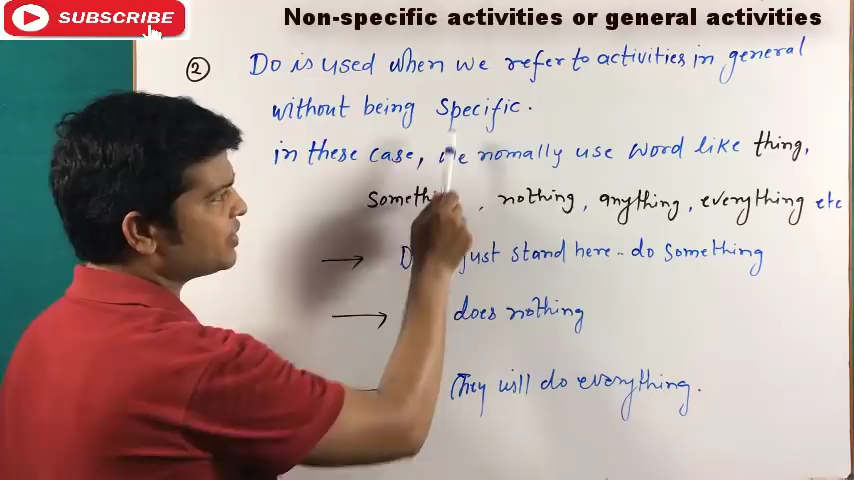 SUBSCRIBE
Non-specific activities or general activities
2 Do is used when we refer to activities in general
without being Specific.
in these case, nomally use word like thing,
, nothing, anything, everything etc
→ just stand here - do something
→ does nothing
They will do everything.